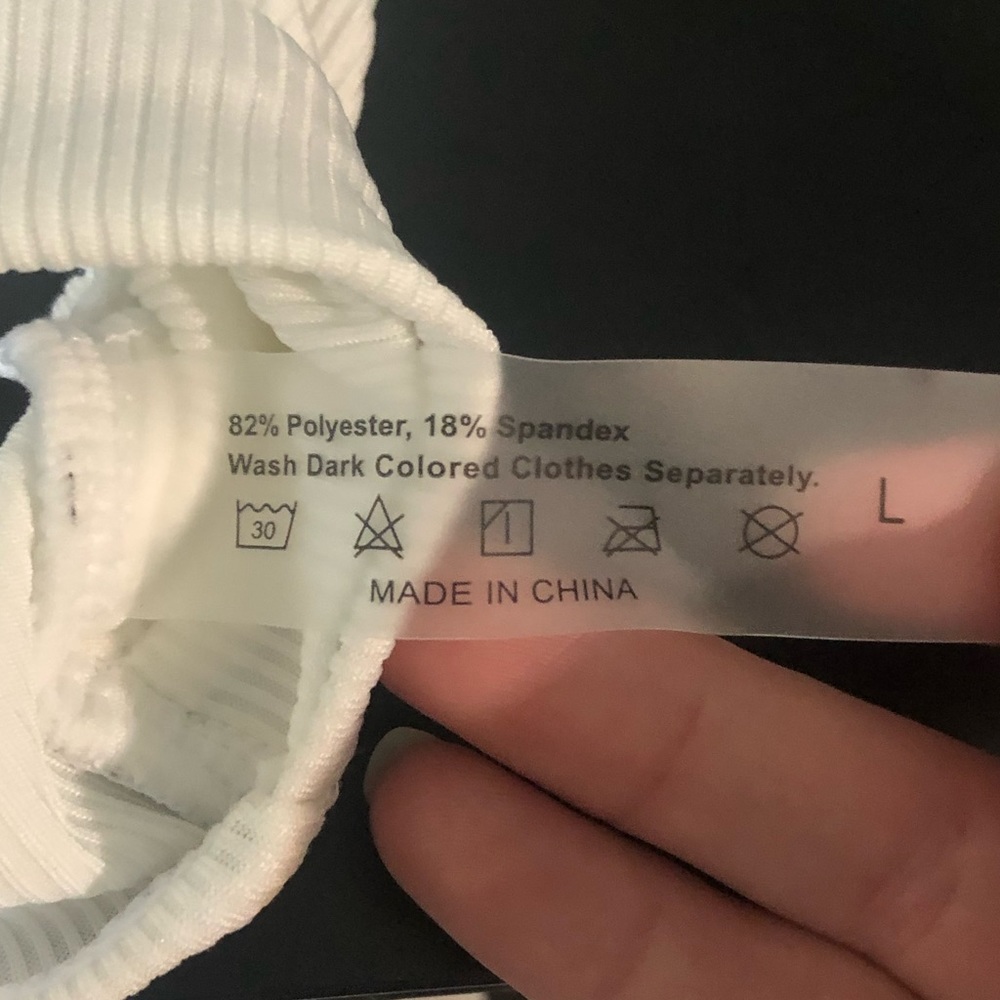 82% Polyester, 18% Spandex
Wash Dark Colored Clothes Separately.
30
L
MADE IN CHINA